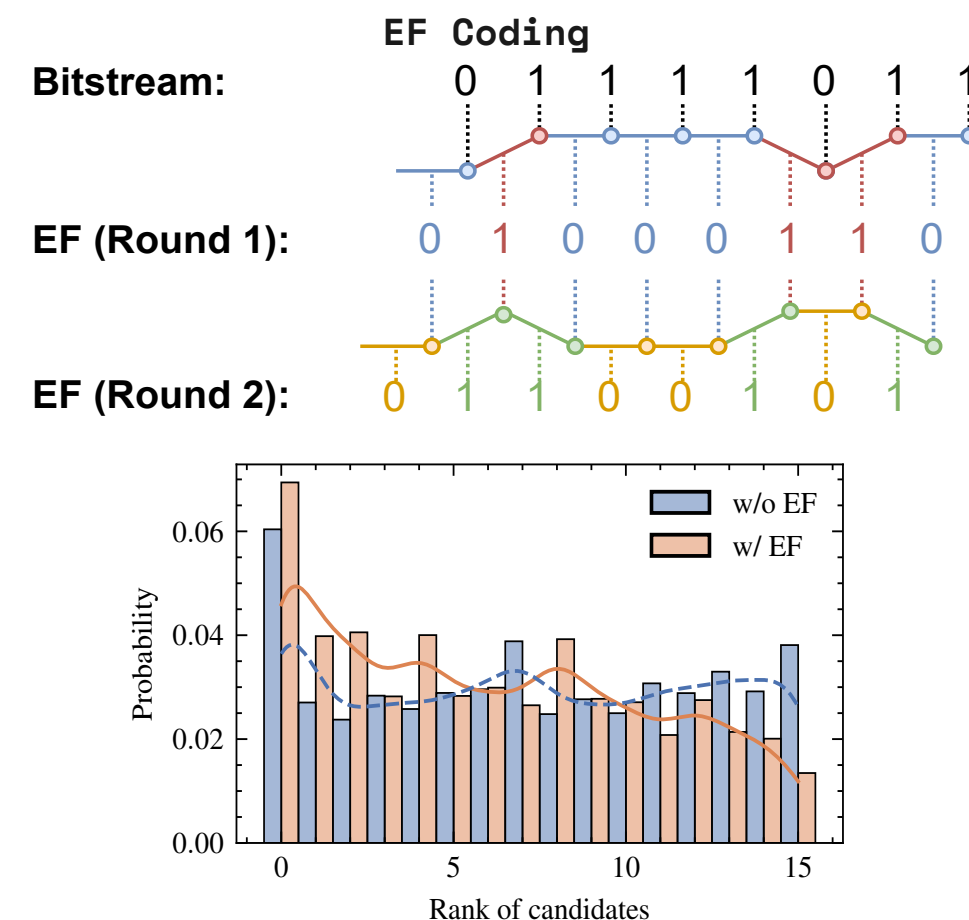 EF Coding
Bitstream: 0 1 1 1 1 0 1 1
EF (Round 1): 0 1 0 0 0 1 1 0
EF (Round 2): 0 1 1 0 0 1 0 1
w/o EF
w/ EF
Probability
0.06
0.04
0.02
0.00
0 5 10 15
Rank of candidates